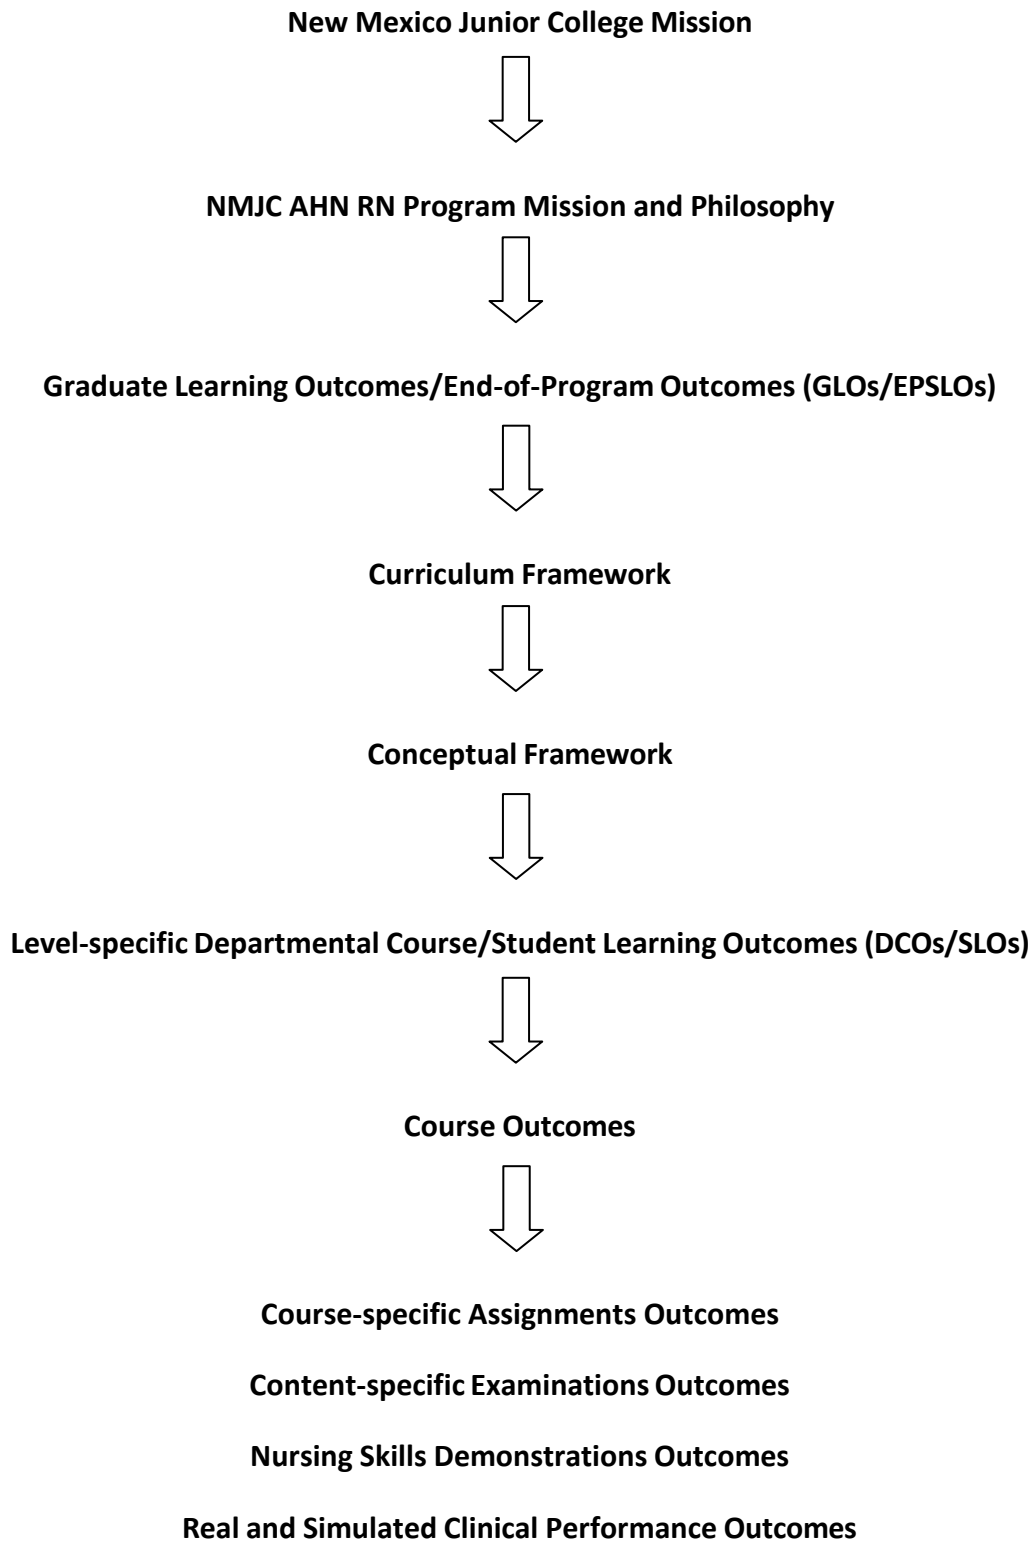 New Mexico Junior College Mission
NMJC AHN RN Program Mission and Philosophy
Graduate Learning Outcomes/End-of-Program Outcomes (GLOs/EPSLOs)
Curriculum Framework
Conceptual Framework
Level-specific Departmental Course/Student Learning Outcomes (DCOs/SLOs)
Course Outcomes
Course-specific Assignments Outcomes
Content-specific Examinations Outcomes
Nursing Skills Demonstrations Outcomes
Real and Simulated Clinical Performance Outcomes